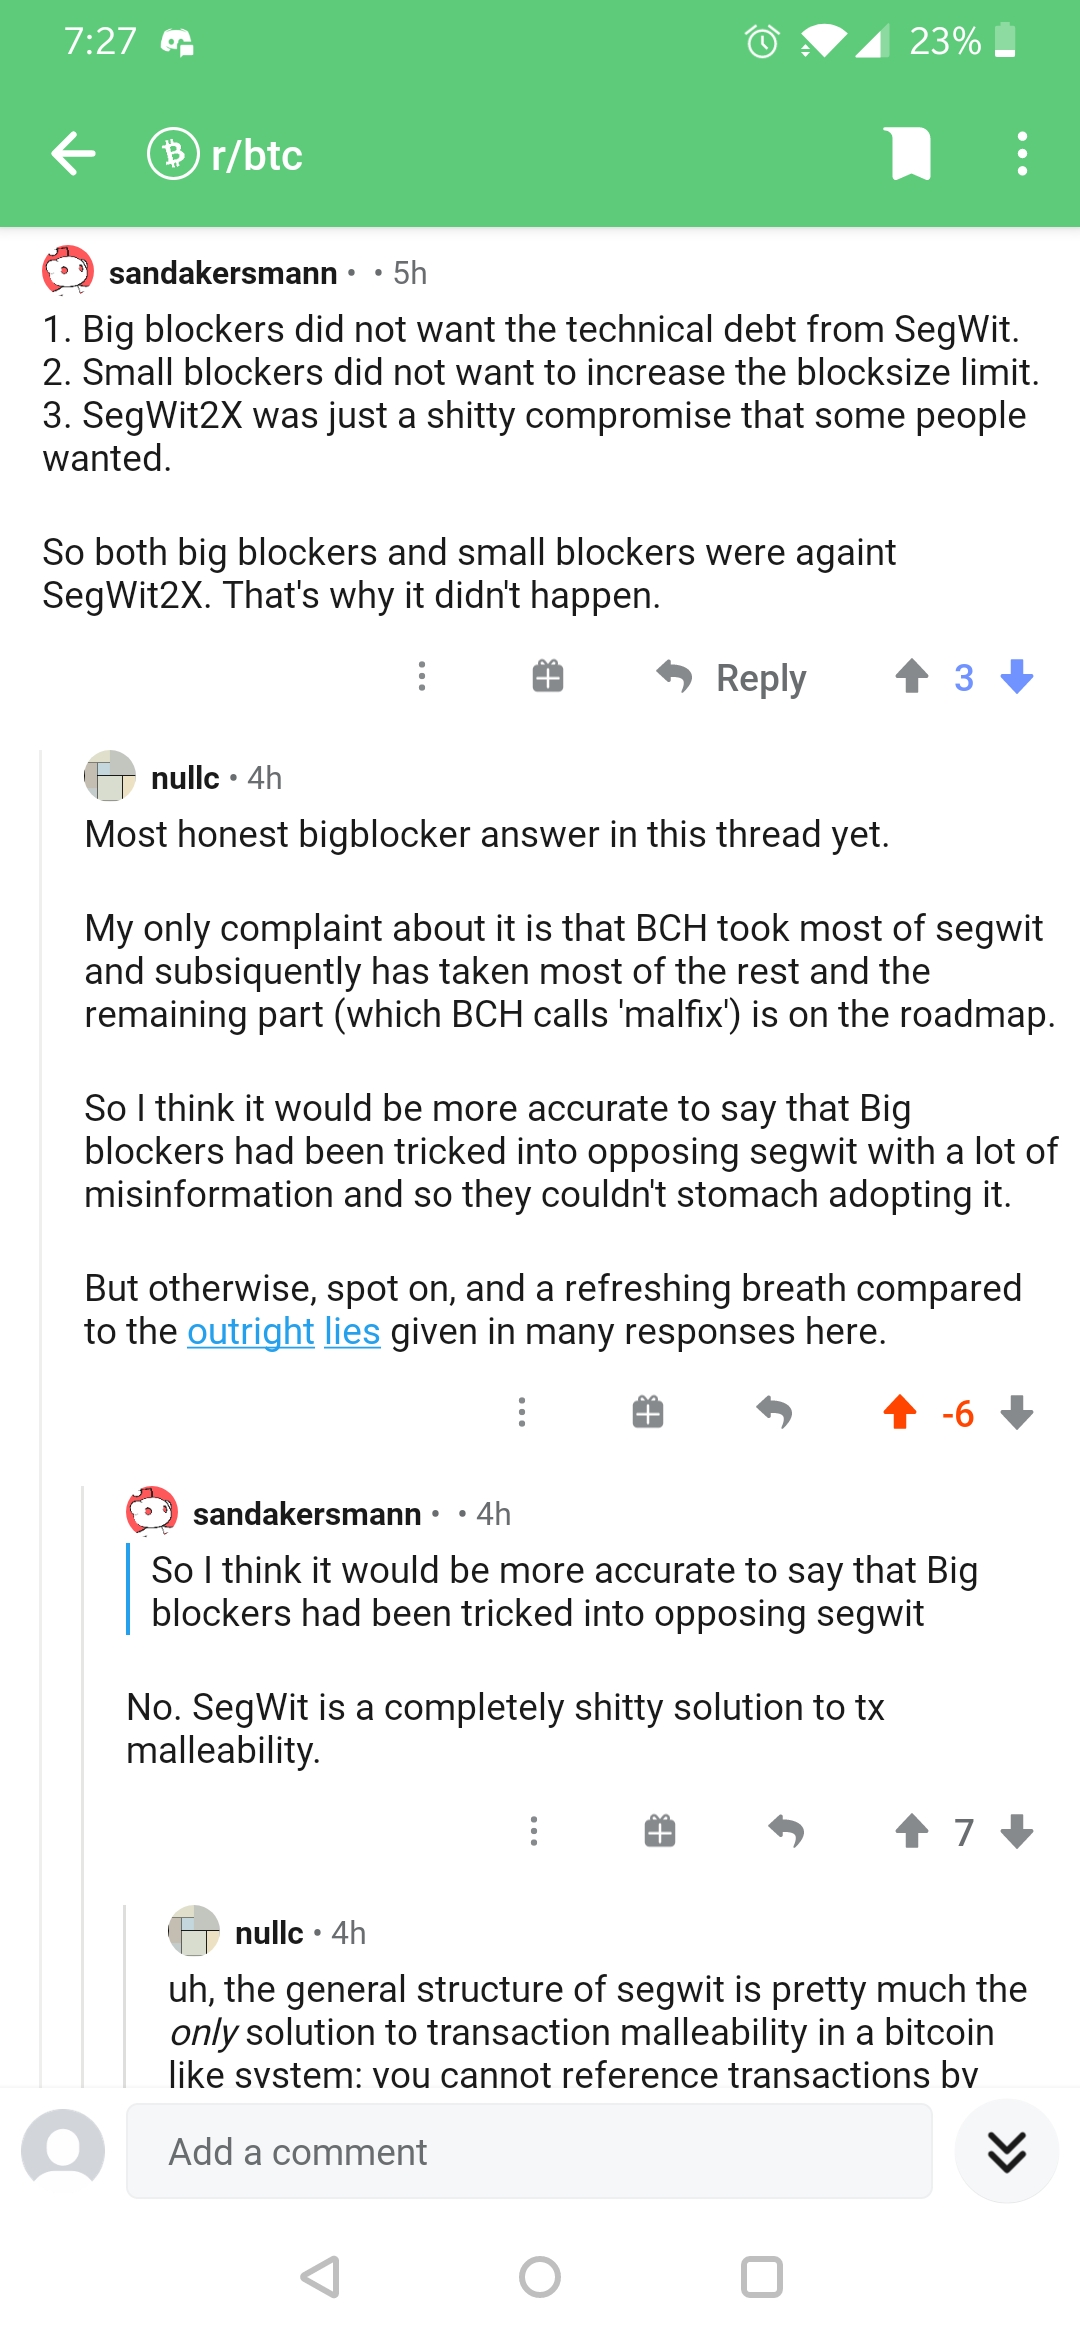 7:27
23%
r/btc
sandakersmann • • 5h
1. Big blockers did not want the technical debt from SegWit.
2. Small blockers did not want to increase the blocksize limit.
3. SegWit2X was just a shitty compromise that some people
wanted.
So both big blockers and small blockers were againt
SegWit2X. That's why it didn't happen.
Reply
3
nullc • 4h
Most honest bigblocker answer in this thread yet.
My only complaint about it is that BCH took most of segwit
and subsiquently has taken most of the rest and the
remaining part (which BCH calls 'malfix') is on the roadmap.
So I think it would be more accurate to say that Big
blockers had been tricked into opposing segwit with a lot of
misinformation and so they couldn't stomach adopting it.
But otherwise, spot on, and a refreshing breath compared
to the outright lies given in many responses here.
-6
sandakersmann • • 4h
So I think it would be more accurate to say that Big
blockers had been tricked into opposing segwit
No. SegWit is a completely shitty solution to tx
malleability.
7
nullc • 4h
uh, the general structure of segwit is pretty much the
only solution to transaction malleability in a bitcoin
like system: you cannot reference transactions by
Add a comment